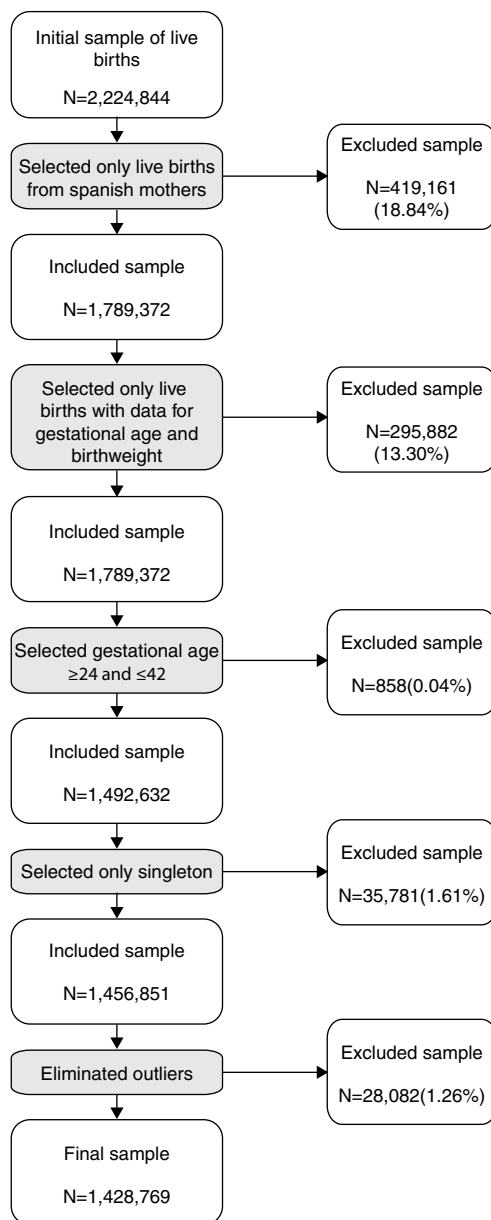 Initial sample of live
births
N=2,224,844
Selected only live births
from spanish mothers
Excluded sample
N=419,161
(18.84%)
Included sample
N=1,789,372
Selected only live
births with data for
gestational age and
birthweight
Excluded sample
N=295,882
(13.30%)
Included sample
N=1,789,372
Selected gestational age
≥24 and ≤42
Excluded sample
N=858(0.04%)
Included sample
N=1,492,632
Selected only singleton
Excluded sample
N=35,781(1.61%)
Included sample
N=1,456,851
Eliminated outliers
Excluded sample
N=28,082(1.26%)
Final sample
N=1,428,769